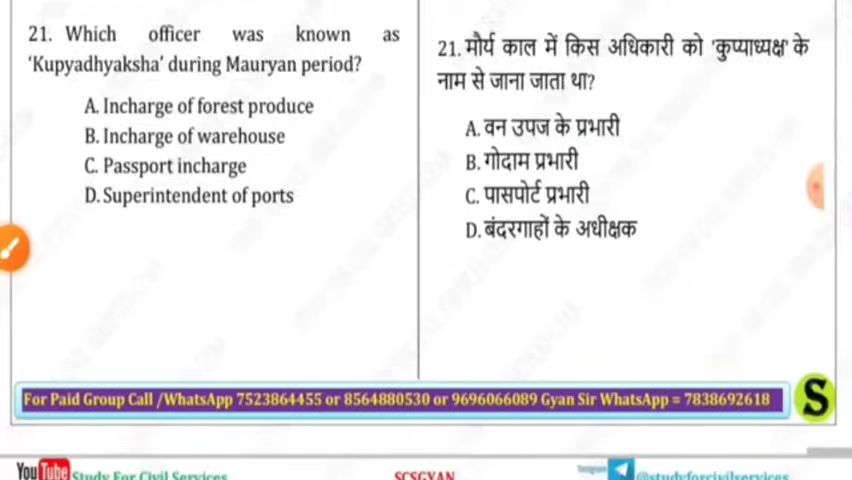 21. Which officer was known as
'Kupyadhyaksha' during Mauryan period?
A. Incharge of forest produce
B. Incharge of warehouse
C. Passport incharge
D. Superintendent of ports
21. मौर्य काल में किस अधिकारी को 'कुप्याध्यक्ष' के
नाम से जाना जाता था?
A. वन उपज के प्रभारी
B. गोदाम प्रभारी
C. पासपोर्ट प्रभारी
D. बंदरगाहों के अधीक्षक
For Paid Group Call /WhatsApp 7523864455 or 8564880530 or 9696066089 Gyan Sir WhatsApp = 7838692618
S
YouTube Study For Civil Services
SCSGYAN
Telegram @studyforcivilservices